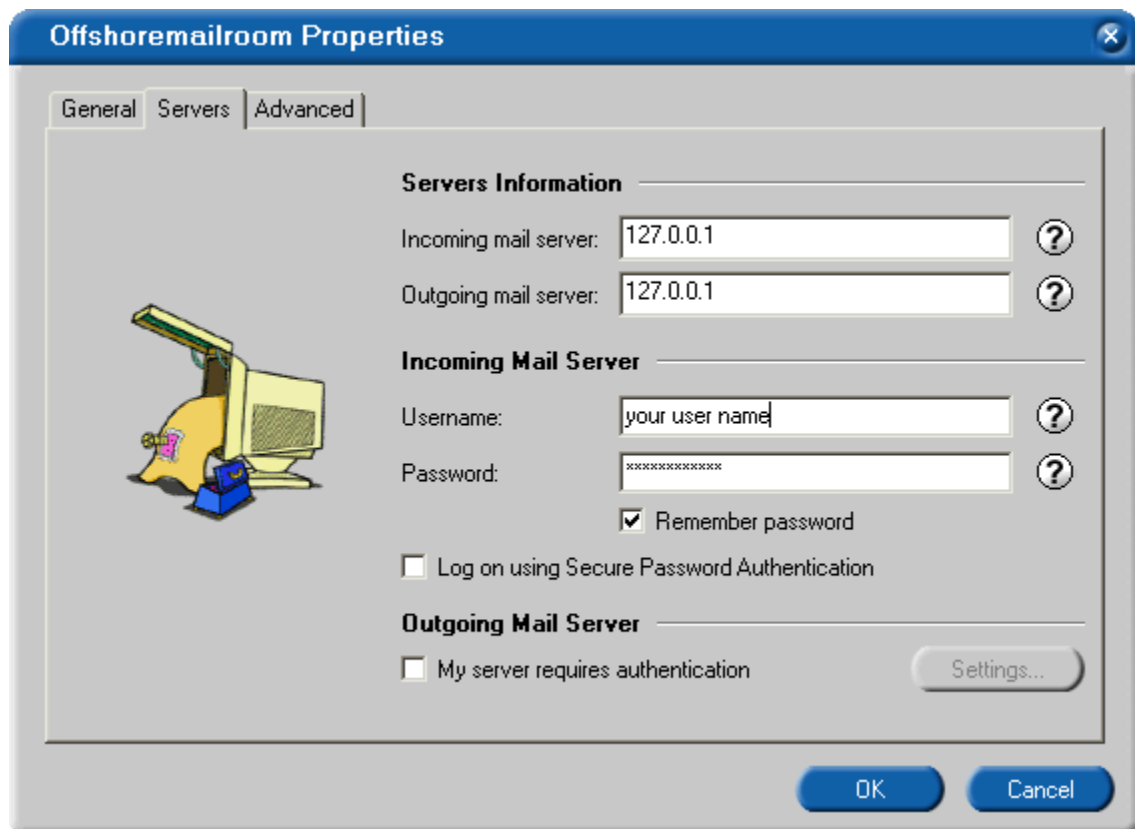 Offshoremailroom Properties
General Servers Advanced
Servers Information
Incoming mail server: 127.0.0.1 ?
Outgoing mail server: 127.0.0.1 ?
Incoming Mail Server
Username: your user name ?
Password: ************ ?
Remember password
Log on using Secure Password Authentication
Outgoing Mail Server
My server requires authentication Settings...
OK Cancel